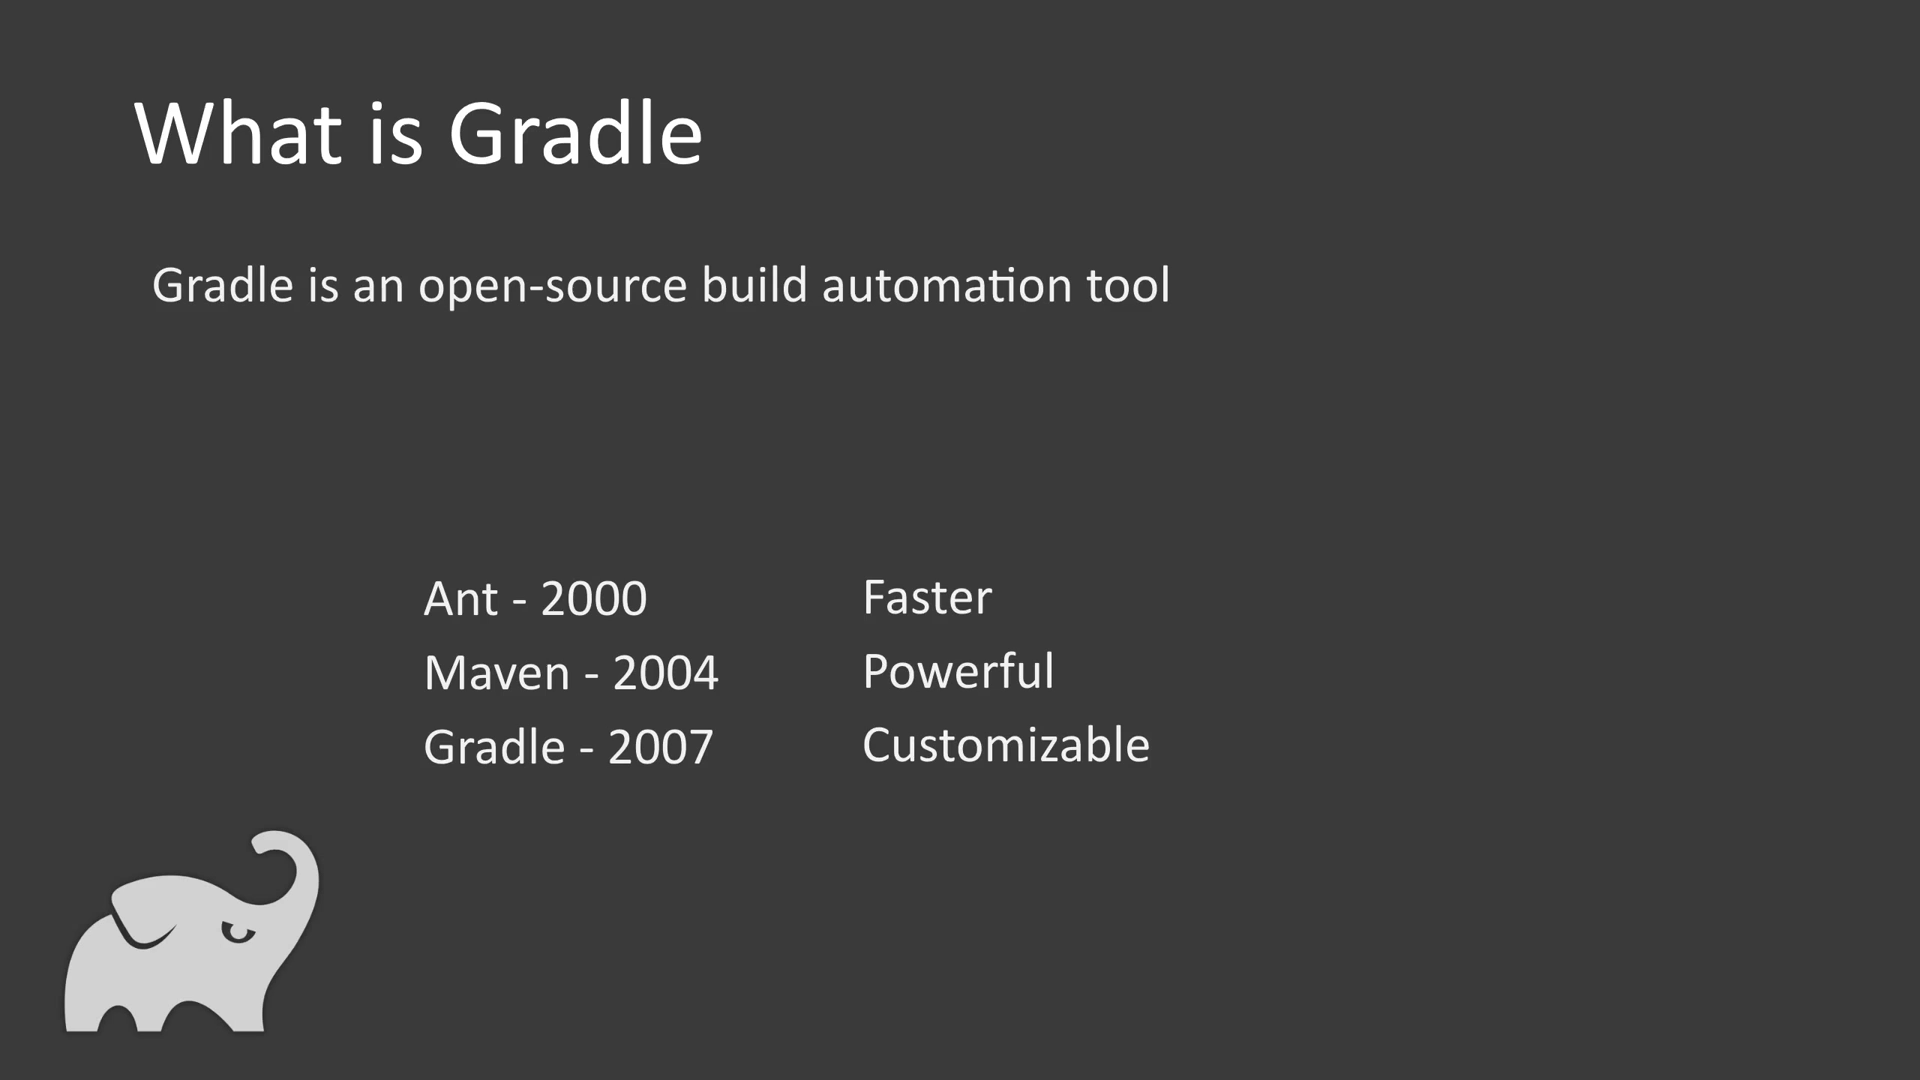 What is Gradle
Gradle is an open-source build automation tool
Ant - 2000
Maven - 2004
Gradle - 2007
Faster
Powerful
Customizable